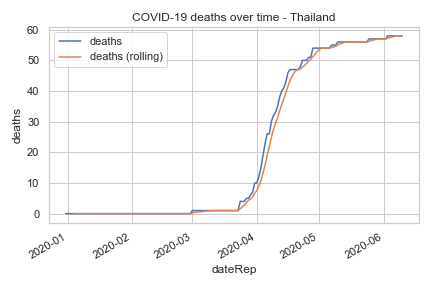 COVID-19 deaths over time - Thailand
deaths
deaths (rolling)
60
50
40
30
20
10
0
deaths
2020-01
2020-02
2020-03
2020-04
2020-05
2020-06
dateRep